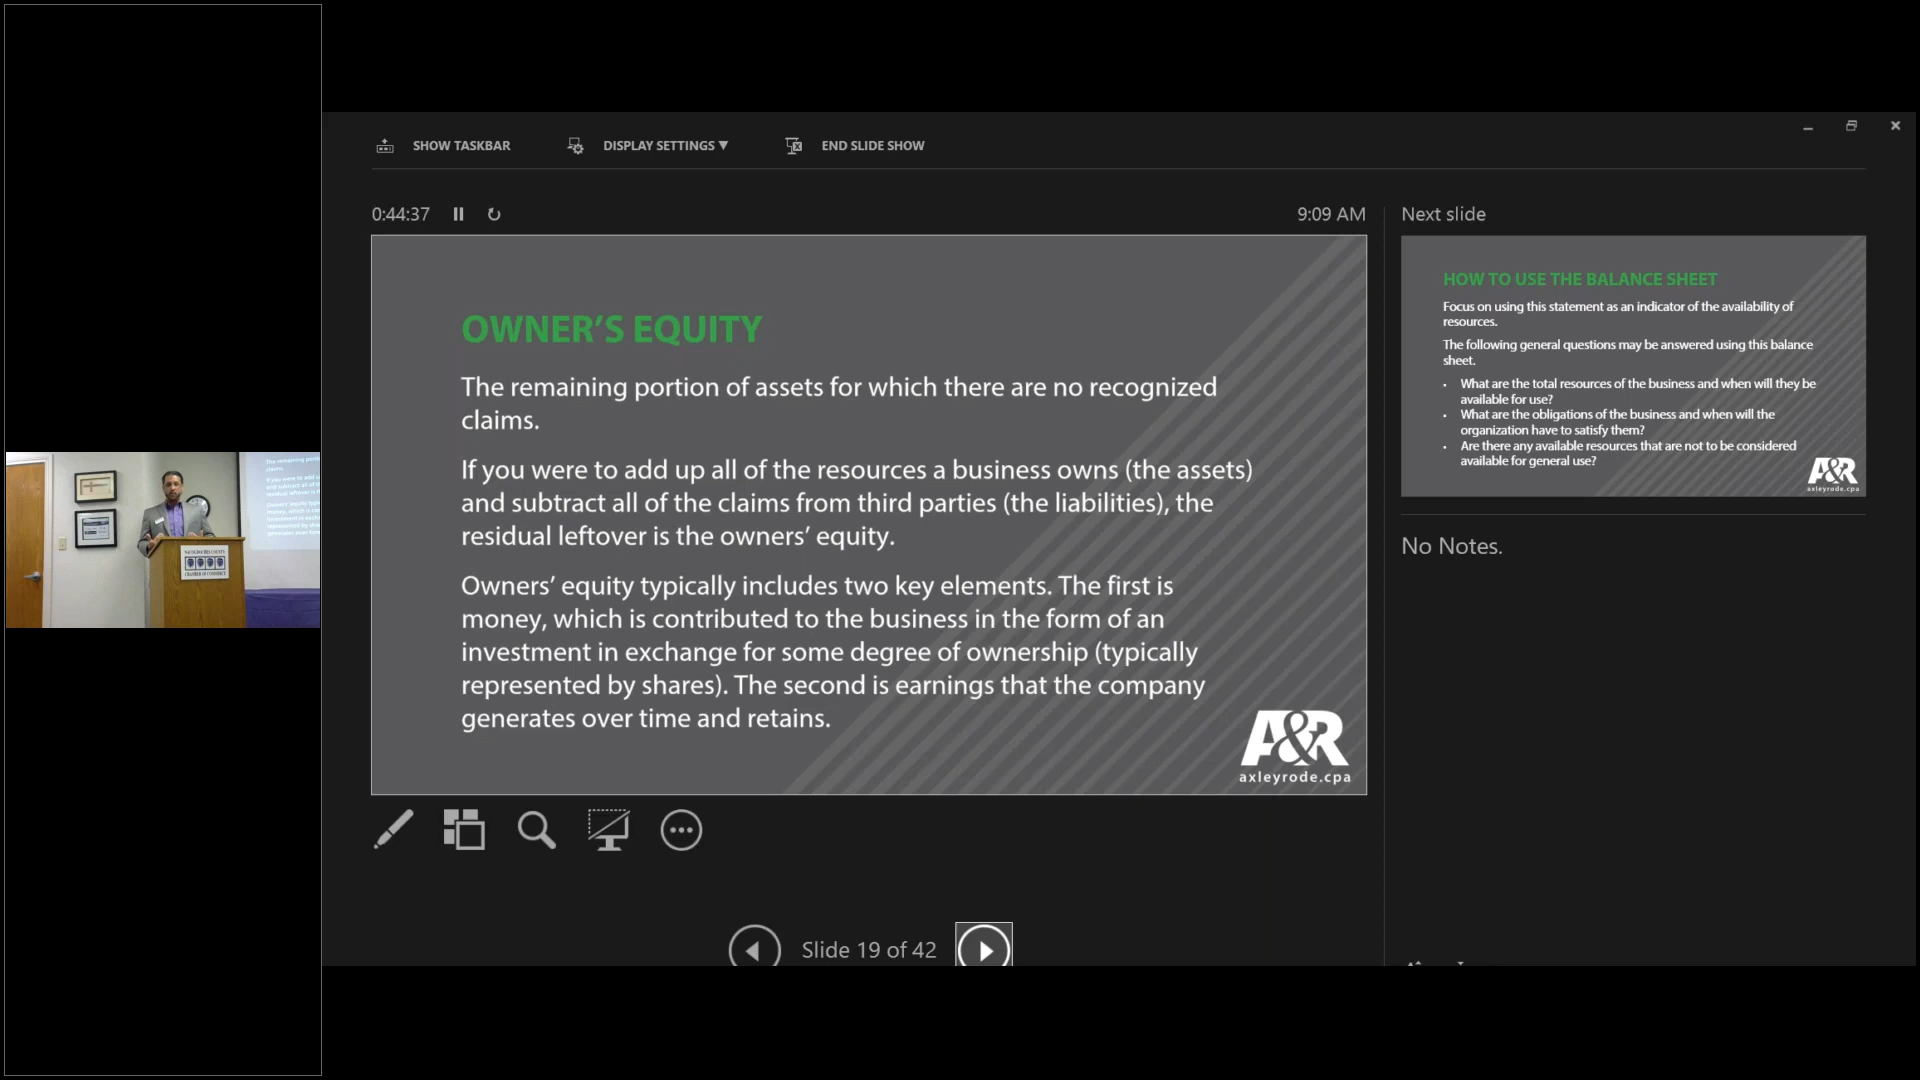 SHOW TASKBAR
DISPLAY SETTINGS ▼
END SLIDE SHOW
0:44:37
9:09 AM
OWNER’S EQUITY
The remaining portion of assets for which there are no recognized
claims.
If you were to add up all of the resources a business owns (the assets)
and subtract all of the claims from third parties (the liabilities), the
residual leftover is the owners’ equity.
Owners’ equity typically includes two key elements. The first is
money, which is contributed to the business in the form of an
investment in exchange for some degree of ownership (typically
represented by shares). The second is earnings that the company
generates over time and retains.
A&R
axleyrode.cpa
Slide 19 of 42
Next slide
HOW TO USE THE BALANCE SHEET
Focus on using this statement as an indicator of the availability of
resources.
The following general questions may be answered using this balance
sheet.
• What are the total resources of the business and when will they be
available for use?
• What are the obligations of the business and when will the
organization have to satisfy them?
• Are there any available resources that are not to be considered
available for general use?
A&R
axleyrode.cpa
No Notes.
NACOGDOCHES COUNTY
CHAMBER OF COMMERCE